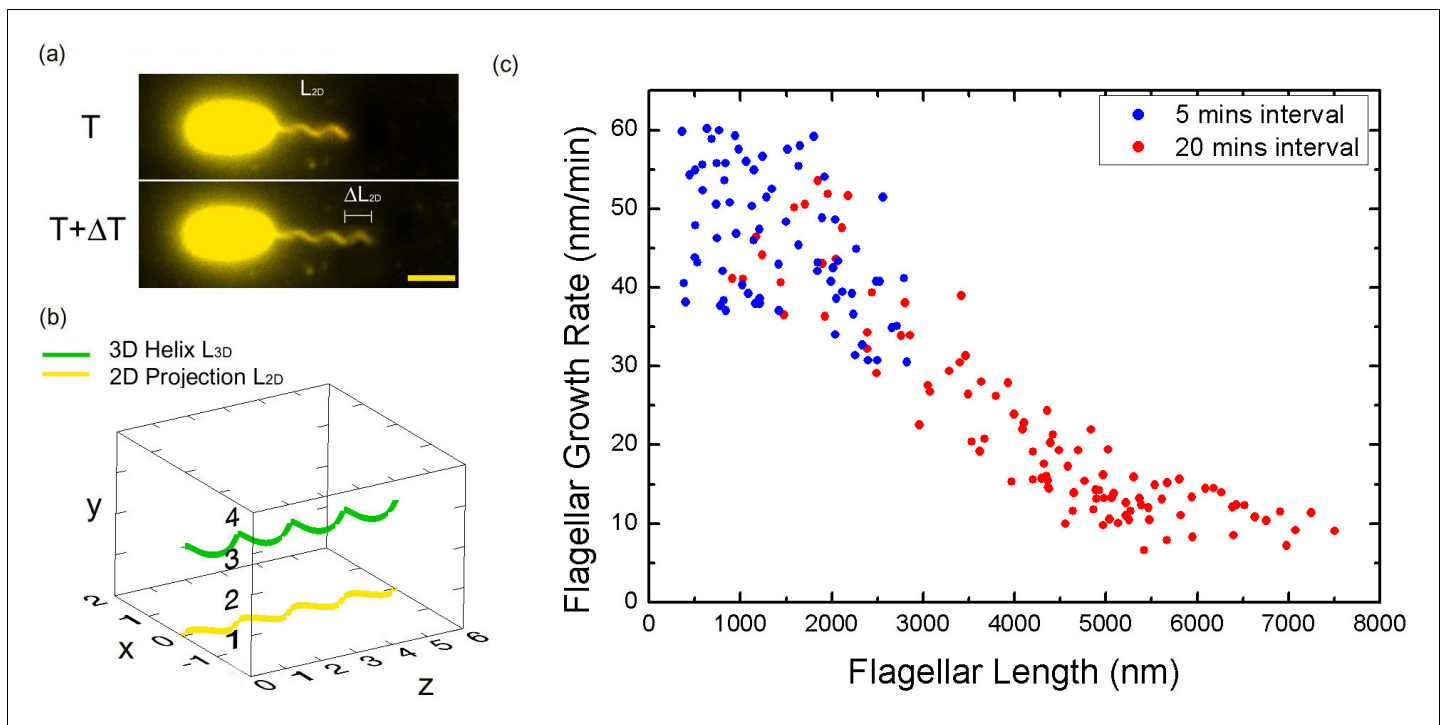 (a)
T
L2D
T+ΔT
ΔL2D
(b)
3D Helix L3D
2D Projection L2D
y
4
3
2
1
2
1
0
-1
x
0
1
2
3
4
5
6
z
(c)
Flagellar Growth Rate (nm/min)
60
50
40
30
20
10
0
5 mins interval
20 mins interval
0 1000 2000 3000 4000 5000 6000 7000 8000
Flagellar Length (nm)